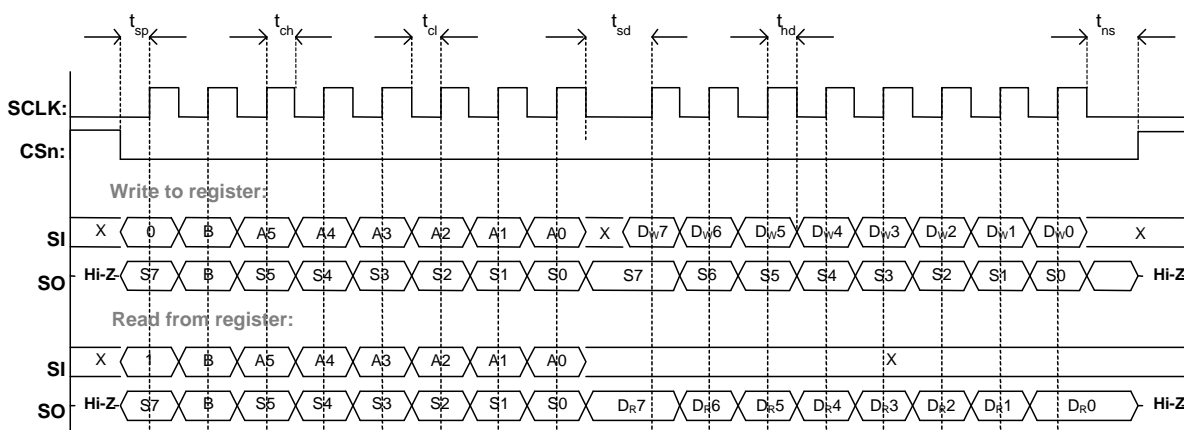 tsp tch tcl tsd thd tns
SCLK:
CSn:
Write to register:
SI X 0 B A5 A4 A3 A2 A1 A0 X DW7 DW6 DW5 DW4 DW3 DW2 DW1 DW0 X
SO Hi-Z S7 B S5 S4 S3 S2 S1 S0 S7 S6 S5 S4 S3 S2 S1 S0 Hi-Z
Read from register:
SI X 1 B A5 A4 A3 A2 A1 A0 X
SO Hi-Z S7 B S5 S4 S3 S2 S1 S0 DR7 DR6 DR5 DR4 DR3 DR2 DR1 DR0 Hi-Z